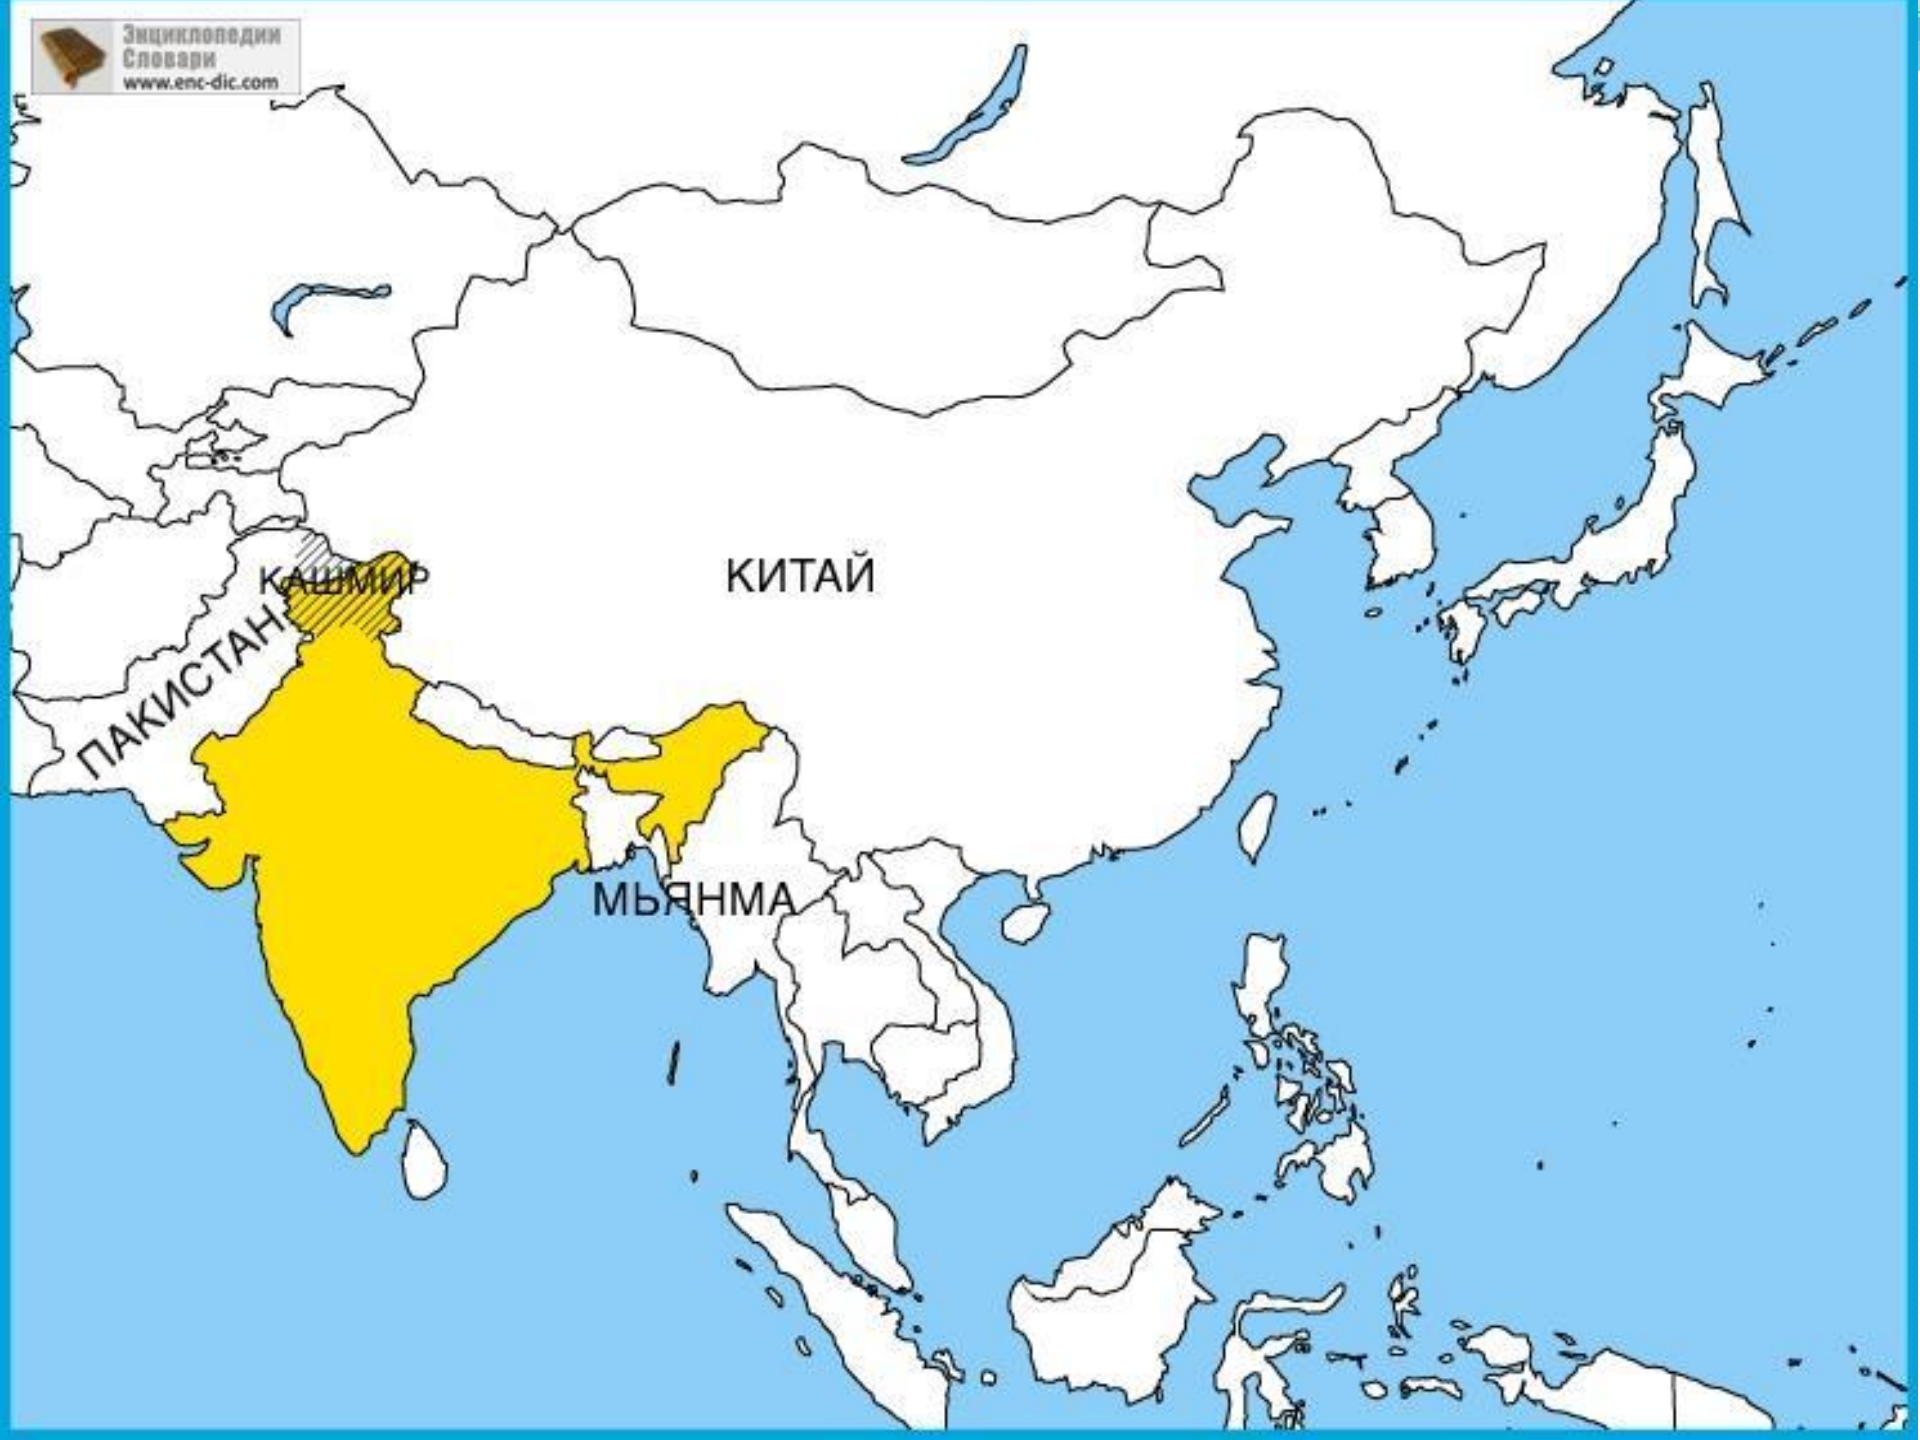 Энциклопедии
Словари
www.enc-dic.com
КИТАЙ
КАШМИР
ПАКИСТАН
МЬЯНМА